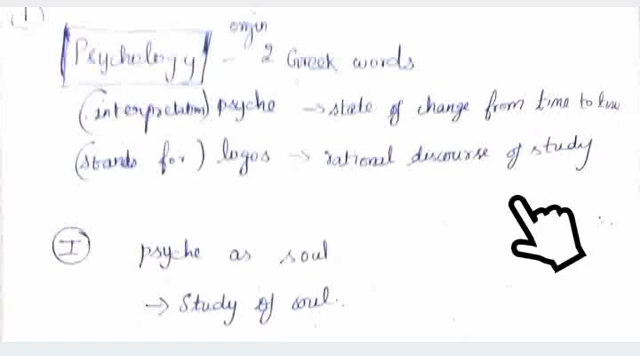 (1)
origin
Psychology - 2 Greek words
(interpretation) psyche → state of change from time to time
(stands for) logos → rational discourse of study
I psyche as soul
→ Study of soul.